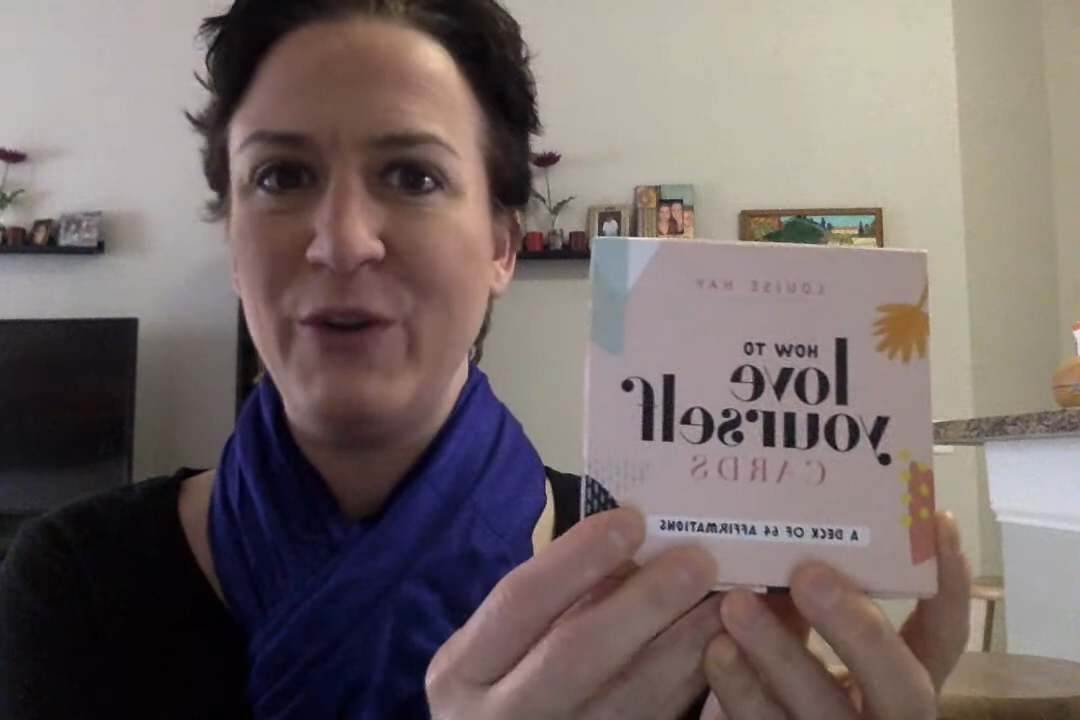 LOUISE HAY
HOW TO
love
yourself
CARDS
A DECK OF 64 AFFIRMATIONS